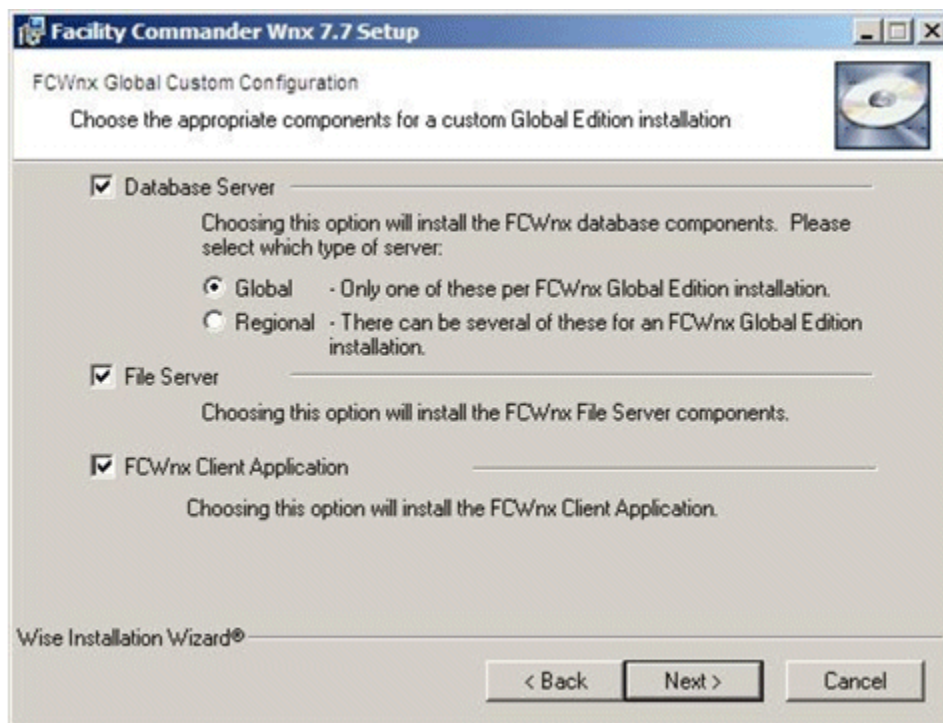 Facility Commander Wnx 7.7 Setup
FCWnx Global Custom Configuration
Choose the appropriate components for a custom Global Edition installation
Database Server
Choosing this option will install the FCWnx database components. Please
select which type of server:
Global - Only one of these per FCWnx Global Edition installation.
Regional - There can be several of these for an FCWnx Global Edition
installation.
File Server
Choosing this option will install the FCWnx File Server components.
FCWnx Client Application
Choosing this option will install the FCWnx Client Application.
Wise Installation Wizard®
< Back
Next >
Cancel